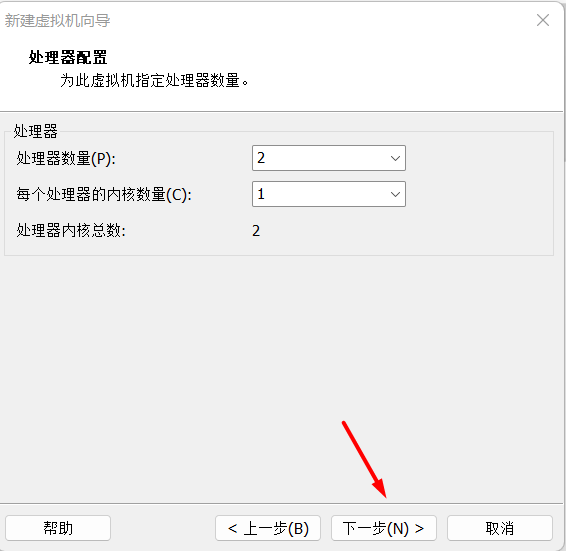 新建虚拟机向导
处理器配置
为此虚拟机指定处理器数量。
处理器
处理器数量(P): 2
每个处理器的内核数量(C): 1
处理器内核总数: 2
帮助 < 上一步(B) 下一步(N) > 取消